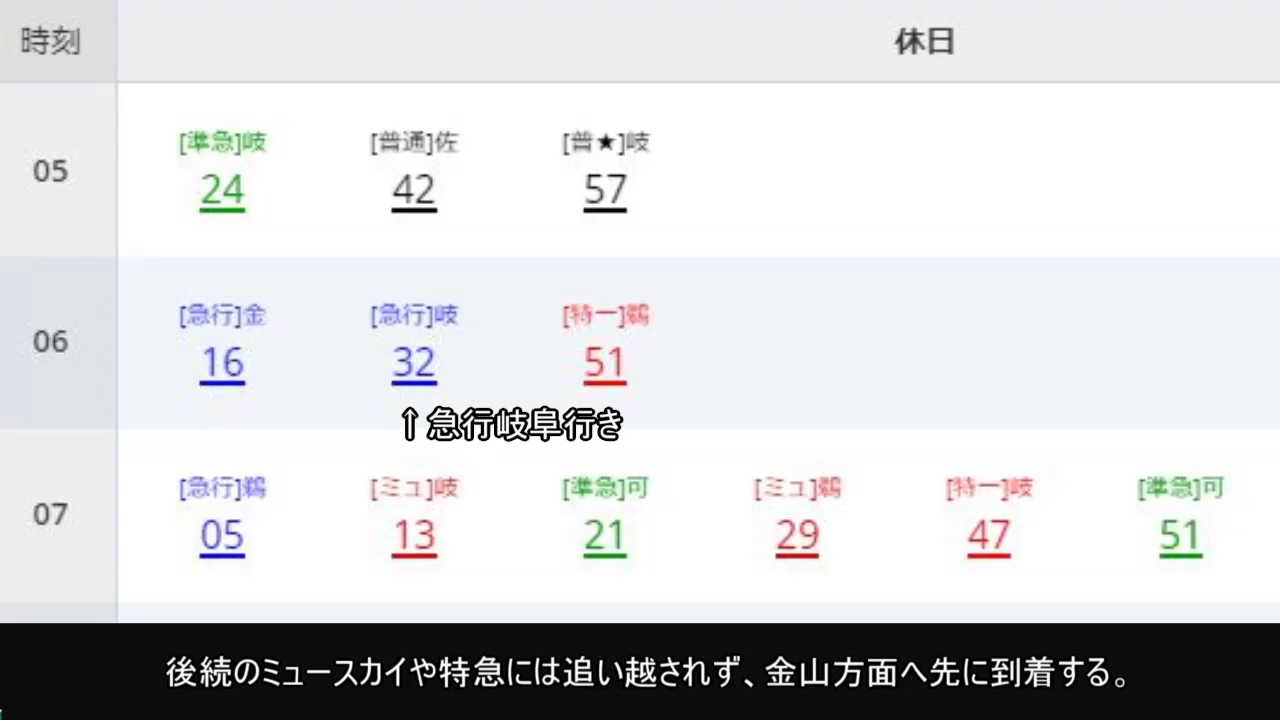 時刻 休日
[準急]岐 [普通]佐 [普★]岐
05 24 42 57
[急行]金 [急行]岐 [特一]鵜
06 16 32 51
↑急行岐阜行き
[急行]鵜 [ミュ]岐 [準急]可 [ミュ]鵜 [特一]岐 [準急]可
07 05 13 21 29 47 51
後続のミュースカイや特急には追い越されず、金山方面へ先に到着する。